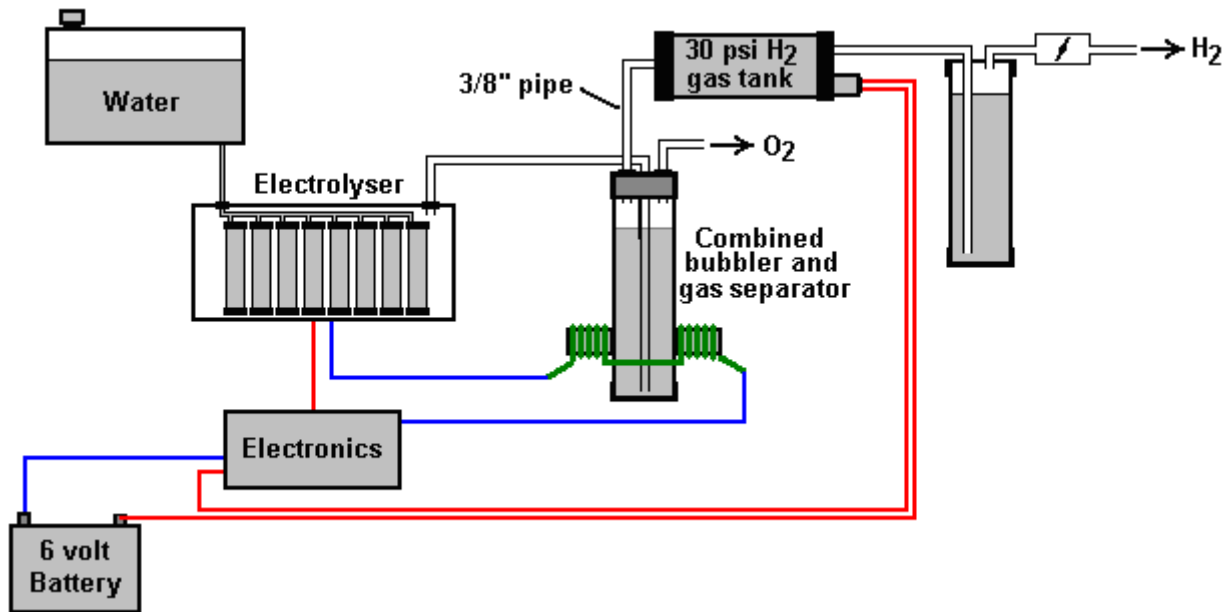 30 psi H2
gas tank
H2
Water
3/8" pipe
O2
Electrolyser
Combined
bubbler and
gas separator
Electronics
6 volt
Battery